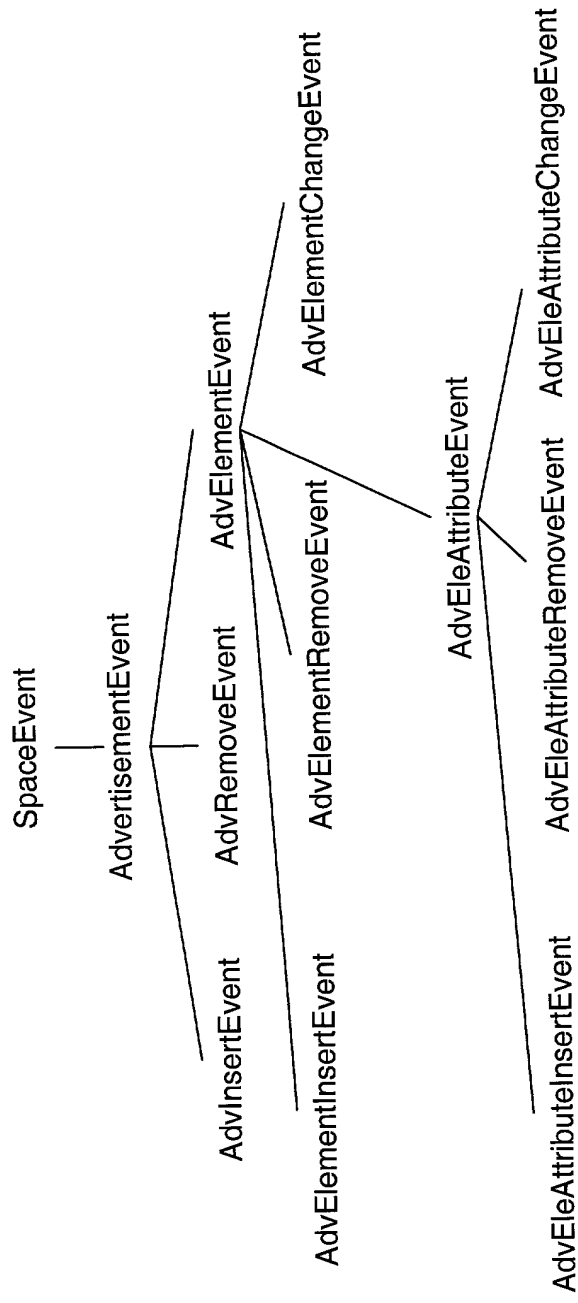 SpaceEvent
AdvertisementEvent
AdvInsertEvent
AdvRemoveEvent
AdvElementEvent
AdvElementInsertEvent
AdvElementRemoveEvent
AdvElementChangeEvent
AdvEleAttributeEvent
AdvEleAttributeInsertEvent
AdvEleAttributeRemoveEvent
AdvEleAttributeChangeEvent